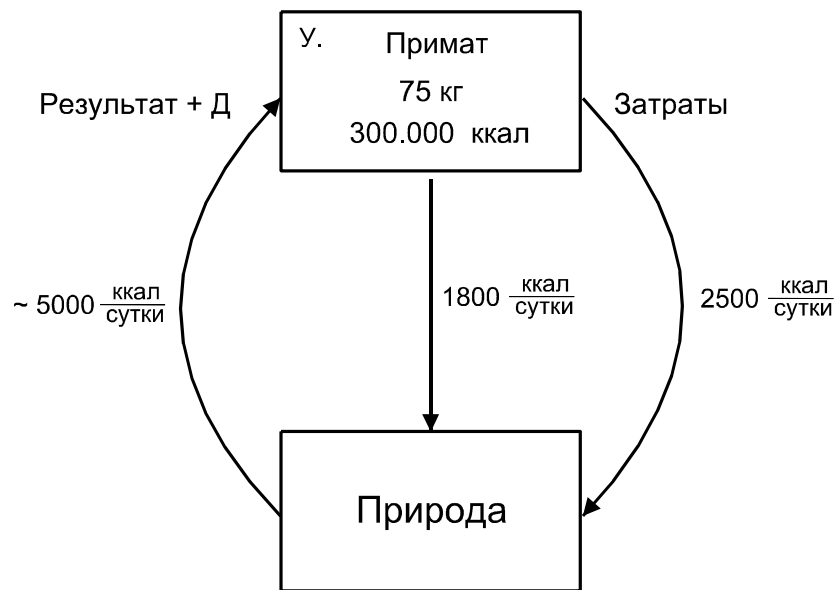 У.
Примат
75 кг
300.000 ккал
Результат + Д
Затраты
~ 5000 ккал/сутки
1800 ккал/сутки
2500 ккал/сутки
Природа